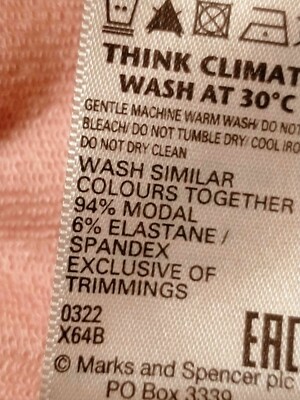 THINK CLIMAT
WASH AT 30°C
GENTLE MACHINE WARM WASH/ DO NOT
BLEACH/ DO NOT TUMBLE DRY/ COOL IRO
DO NOT DRY CLEAN
WASH SIMILAR
COLOURS TOGETHER
94% MODAL
6% ELASTANE /
SPANDEX
EXCLUSIVE OF
TRIMMINGS
0322
X64B
EAC
© Marks and Spencer plc
PO Box 3339